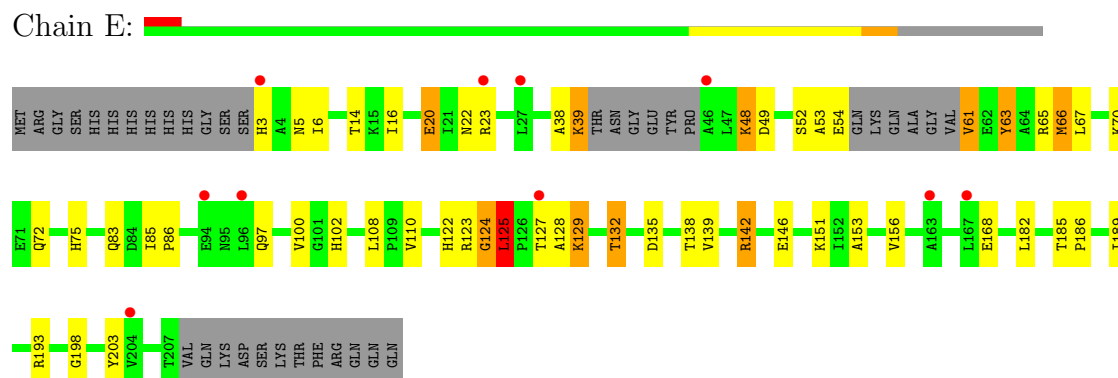 Chain E:
MET ARG GLY SER HIS HIS HIS HIS HIS HIS GLY SER SER H3 A4 N5 I6 T14 K15 I16 E20 I21 N22 R23 L27 A38 K39 THR ASN GLY GLU TYR PRO A46 L47 K48 D49 S52 A53 E54 GLN LYS GLN ALA GLY VAL V61 E62 Y63 A64 R65 M66 L67 K70
E71 Q72 H75 Q83 D84 I85 P86 E94 N95 L96 Q97 V100 G101 H102 L108 P109 V110 H122 R123 G124 L125 P126 T127 A128 K129 T132 D135 T138 V139 R142 E146 K151 I152 A153 V156 A163 L167 E168 L182 T185 P186
R193 G198 Y203 V204 T207 VAL GLN LYS ASP SER LYS THR PHE ARG GLN GLN GLN